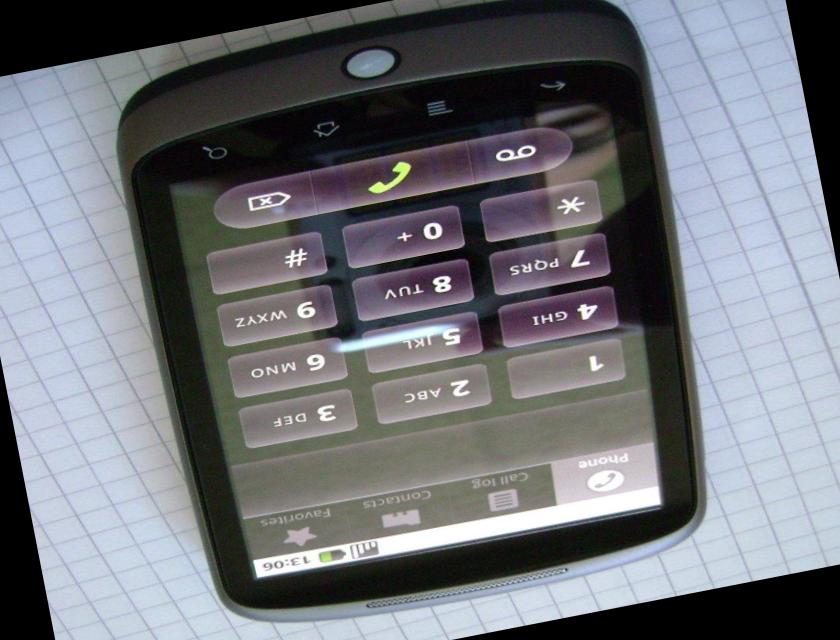 13:06
Phone Call log Contacts Favorites
1 2 ABC 3 DEF
4 GHI 5 JKL 6 MNO
7 PQRS 8 TUV 9 WXYZ
* 0 + #